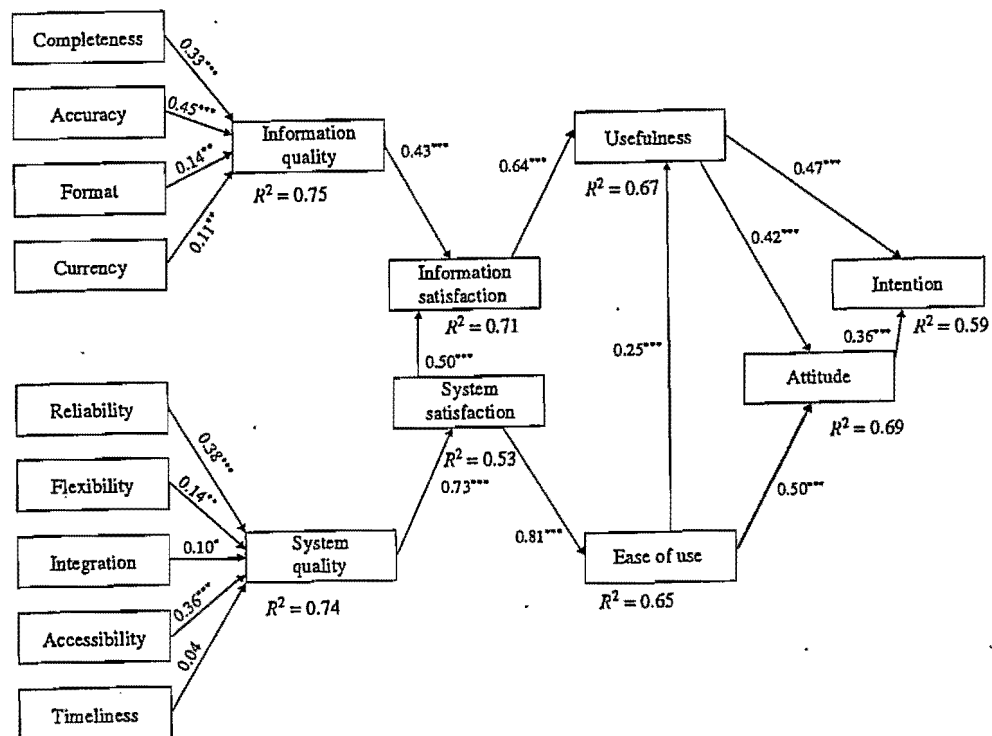 Completeness
0.33***
Accuracy
0.45***
Format
0.14**
Currency
0.11**
Information
quality
R² = 0.75
0.43***
Information
satisfaction
R² = 0.71
0.50***
System
satisfaction
R² = 0.53
0.73***
Reliability
0.38***
Flexibility
0.14**
Integration
0.10*
Accessibility
0.36***
Timeliness
0.04
System
quality
R² = 0.74
0.64***
Usefulness
R² = 0.67
0.47***
0.42***
0.25***
0.81***
Ease of use
R² = 0.65
0.50***
Attitude
R² = 0.69
0.36***
Intention
R² = 0.59